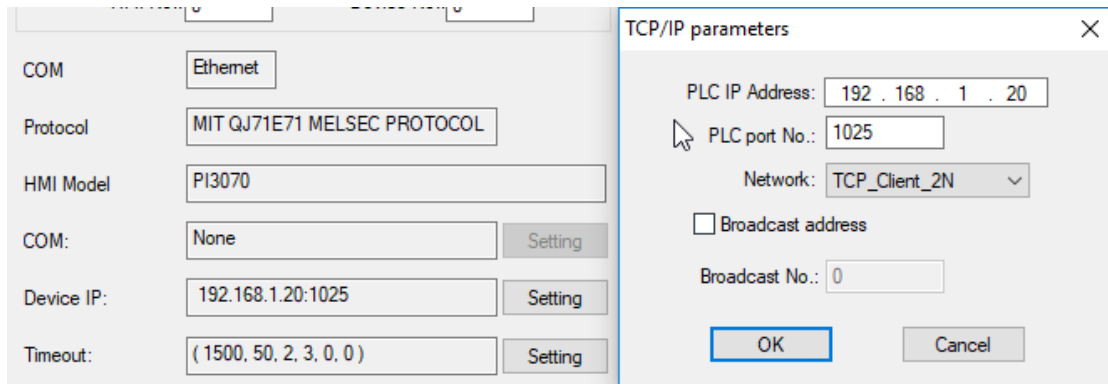 COM
Ethernet
Protocol
MIT QJ71E71 MELSEC PROTOCOL
HMI Model
PI3070
COM:
None
Setting
Device IP:
192.168.1.20:1025
Setting
Timeout:
( 1500, 50, 2, 3, 0, 0 )
Setting
TCP/IP parameters
PLC IP Address:
192 . 168 . 1 . 20
PLC port No.:
1025
Network:
TCP_Client_2N
Broadcast address
Broadcast No.:
0
OK
Cancel